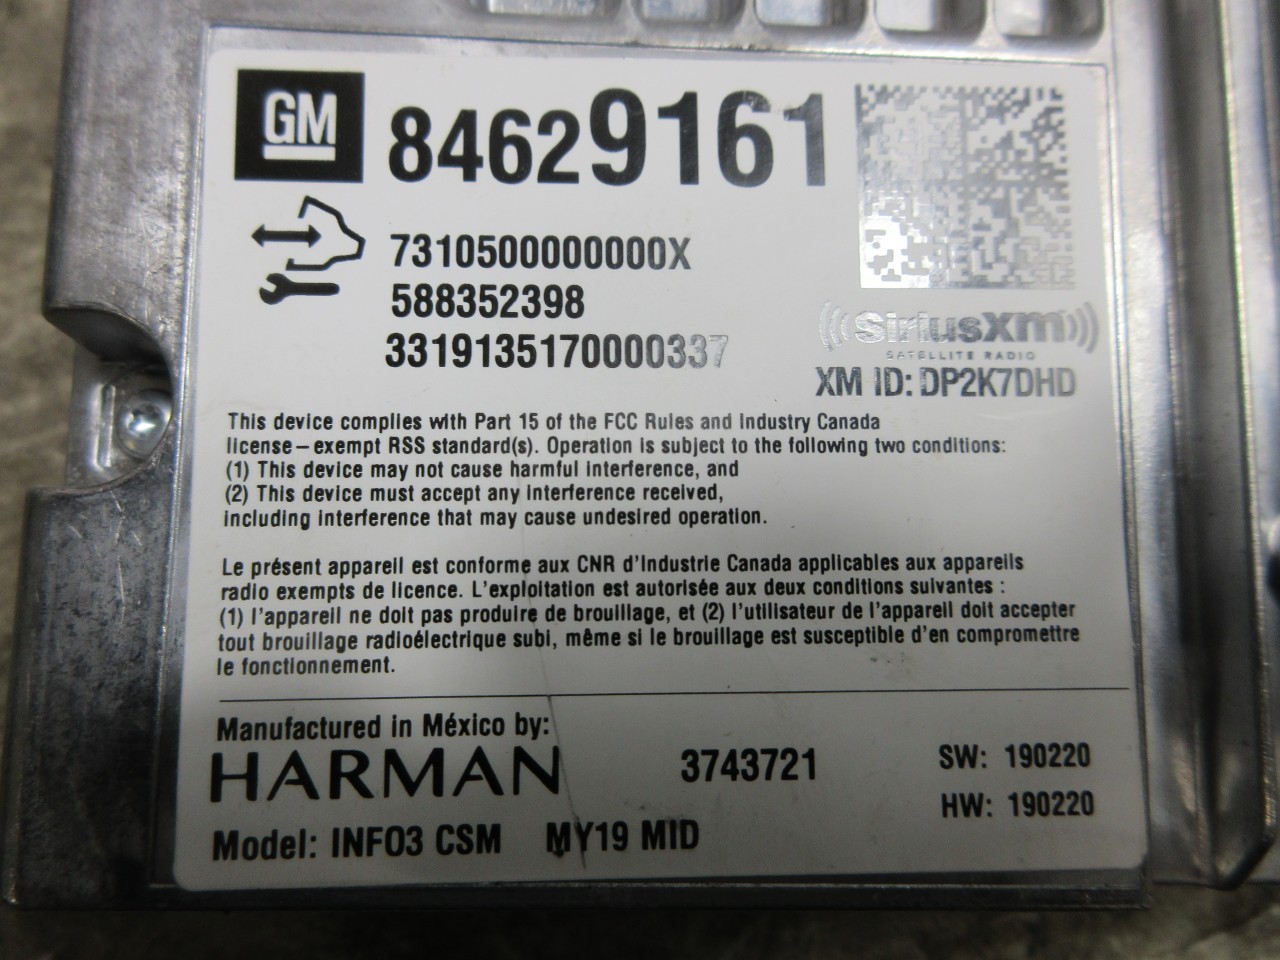 GM
84629161
7310500000000X
588352398
3319135170000337
SiriusXM
SATELLITE RADIO
XM ID: DP2K7DHD
This device complies with Part 15 of the FCC Rules and Industry Canada
license-exempt RSS standard(s). Operation is subject to the following two conditions:
(1) This device may not cause harmful interference, and
(2) This device must accept any interference received,
including interference that may cause undesired operation.
Le présent appareil est conforme aux CNR d'Industrie Canada applicables aux appareils
radio exempts de licence. L'exploitation est autorisée aux deux conditions suivantes :
(1) l'appareil ne doit pas produire de brouillage, et (2) l'utilisateur de l'appareil doit accepter
tout brouillage radioélectrique subi, même si le brouillage est susceptible d'en compromettre
le fonctionnement.
Manufactured in México by:
HARMAN 3743721 SW: 190220
HW: 190220
Model: INFO3 CSM MY19 MID